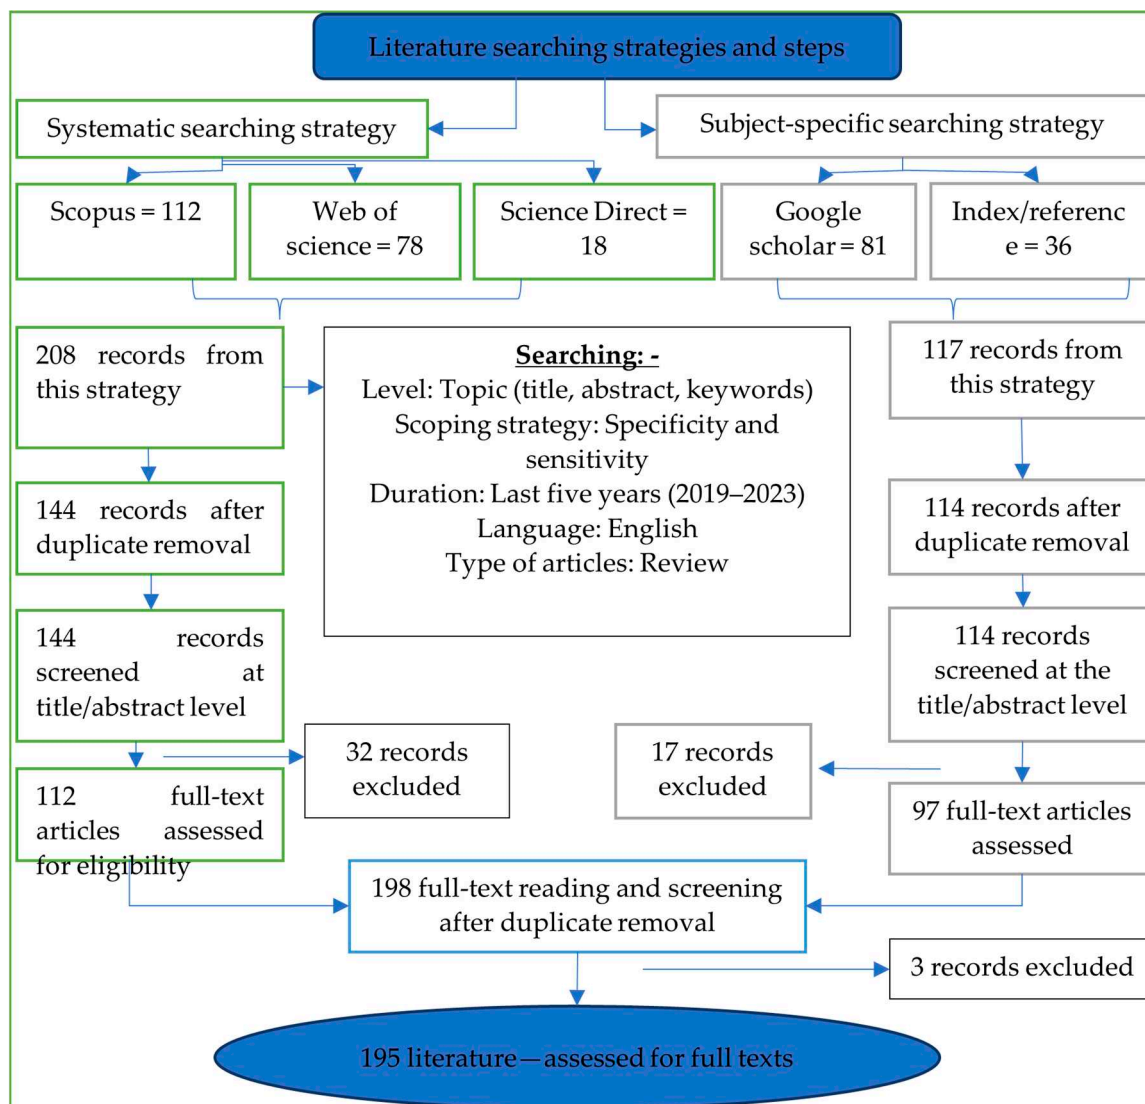 Literature searching strategies and steps
Systematic searching strategy
Subject-specific searching strategy
Scopus = 112
Web of
science = 78
Science Direct =
18
Google
scholar = 81
Index/referenc
e = 36
208 records from
this strategy
Searching: -
Level: Topic (title, abstract, keywords)
Scoping strategy: Specificity and
sensitivity
Duration: Last five years (2019–2023)
Language: English
Type of articles: Review
117 records from
this strategy
144 records after
duplicate removal
114 records after
duplicate removal
144 records
screened at
title/abstract level
114 records
screened at the
title/abstract level
32 records
excluded
17 records
excluded
112 full-text
articles assessed
for eligibility
97 full-text articles
assessed
198 full-text reading and screening
after duplicate removal
3 records excluded
195 literature—assessed for full texts